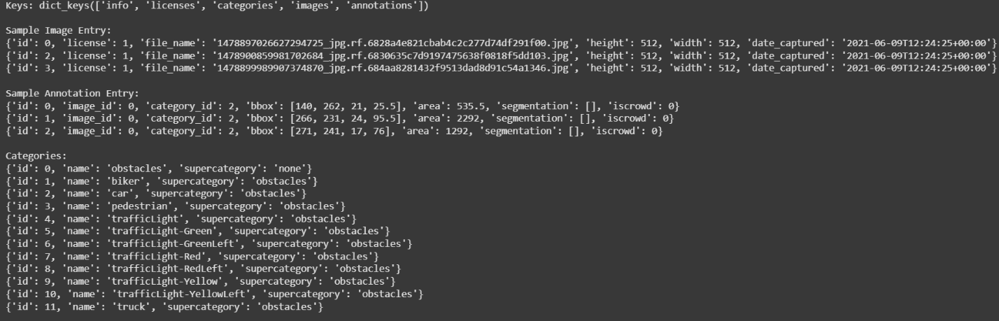 Keys: dict_keys(['info', 'licenses', 'categories', 'images', 'annotations'])
Sample Image Entry:
{'id': 0, 'license': 1, 'file_name': '1478897026627294725_jpg.rf.6828a4e821cbab4c2c277d74df291f00.jpg', 'height': 512, 'width': 512, 'date_captured': '2021-06-09T12:24:25+00:00'}
{'id': 2, 'license': 1, 'file_name': '1478900859981702684_jpg.rf.6830635c7d9197475638f0818f5dd103.jpg', 'height': 512, 'width': 512, 'date_captured': '2021-06-09T12:24:25+00:00'}
{'id': 3, 'license': 1, 'file_name': '1478899989907374870_jpg.rf.684aa8281432f9513dad8d91c54a1346.jpg', 'height': 512, 'width': 512, 'date_captured': '2021-06-09T12:24:25+00:00'}
Sample Annotation Entry:
{'id': 0, 'image_id': 0, 'category_id': 2, 'bbox': [140, 262, 21, 25.5], 'area': 535.5, 'segmentation': [], 'iscrowd': 0}
{'id': 1, 'image_id': 0, 'category_id': 2, 'bbox': [266, 231, 24, 95.5], 'area': 2292, 'segmentation': [], 'iscrowd': 0}
{'id': 2, 'image_id': 0, 'category_id': 2, 'bbox': [271, 241, 17, 76], 'area': 1292, 'segmentation': [], 'iscrowd': 0}
Categories:
{'id': 0, 'name': 'obstacles', 'supercategory': 'none'}
{'id': 1, 'name': 'biker', 'supercategory': 'obstacles'}
{'id': 2, 'name': 'car', 'supercategory': 'obstacles'}
{'id': 3, 'name': 'pedestrian', 'supercategory': 'obstacles'}
{'id': 4, 'name': 'trafficLight', 'supercategory': 'obstacles'}
{'id': 5, 'name': 'trafficLight-Green', 'supercategory': 'obstacles'}
{'id': 6, 'name': 'trafficLight-GreenLeft', 'supercategory': 'obstacles'}
{'id': 7, 'name': 'trafficLight-Red', 'supercategory': 'obstacles'}
{'id': 8, 'name': 'trafficLight-RedLeft', 'supercategory': 'obstacles'}
{'id': 9, 'name': 'trafficLight-Yellow', 'supercategory': 'obstacles'}
{'id': 10, 'name': 'trafficLight-YellowLeft', 'supercategory': 'obstacles'}
{'id': 11, 'name': 'truck', 'supercategory': 'obstacles'}